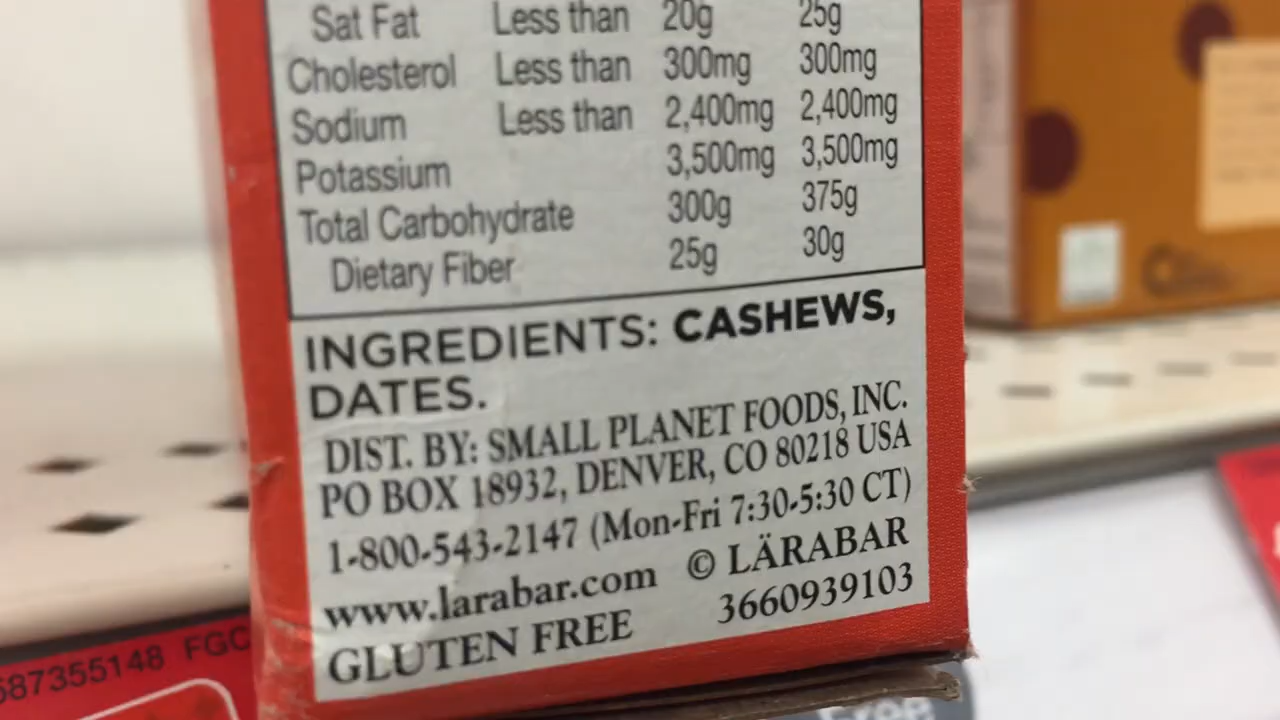 Sat Fat Less than 20g 25g
Cholesterol Less than 300mg 300mg
Sodium Less than 2,400mg 2,400mg
Potassium 3,500mg 3,500mg
Total Carbohydrate 300g 375g
Dietary Fiber 25g 30g
INGREDIENTS: CASHEWS,
DATES.
DIST. BY: SMALL PLANET FOODS, INC.
PO BOX 18932, DENVER, CO 80218 USA
1-800-543-2147 (Mon-Fri 7:30-5:30 CT)
www.larabar.com © LÄRABAR
GLUTEN FREE 3660939103
587355148 FGC
Free